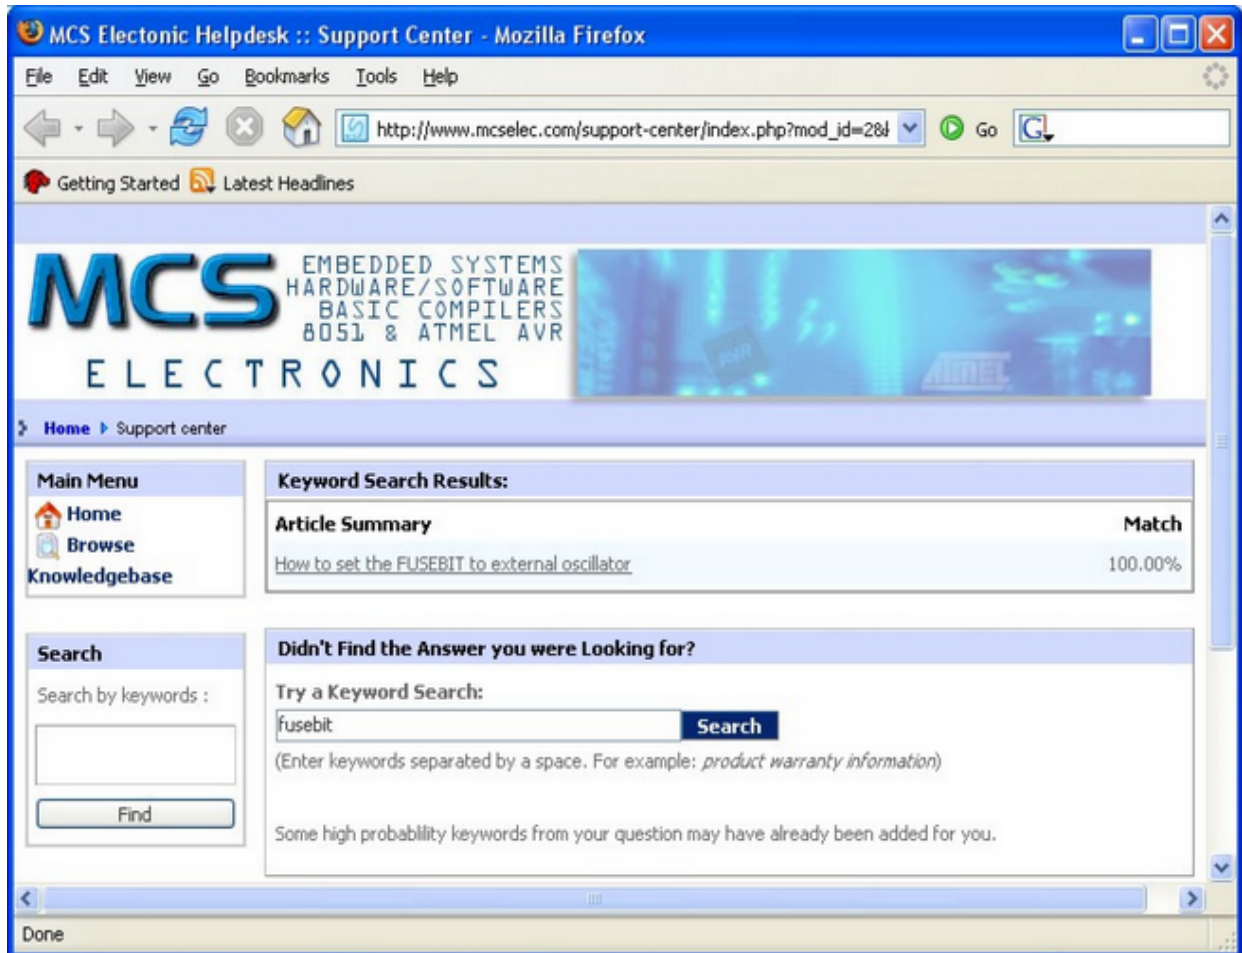 MCS Electonic Helpdesk :: Support Center - Mozilla Firefox
File Edit View Go Bookmarks Tools Help
http://www.mcselec.com/support-center/index.php?mod_id=2&
Go
G
Getting Started Latest Headlines
MCS
EMBEDDED SYSTEMS
HARDWARE/SOFTWARE
BASIC COMPILERS
8051 & ATMEL AVR
ELECTRONICS
AVR
ATMEL
Home Support center
Main Menu
Home
Browse
Knowledgebase
Search
Search by keywords :
Find
Keyword Search Results:
Article Summary Match
How to set the FUSEBIT to external oscillator 100.00%
Didn't Find the Answer you were Looking for?
Try a Keyword Search:
fusebit Search
(Enter keywords separated by a space. For example: product warranty information)
Some high probablility keywords from your question may have already been added for you.
Done